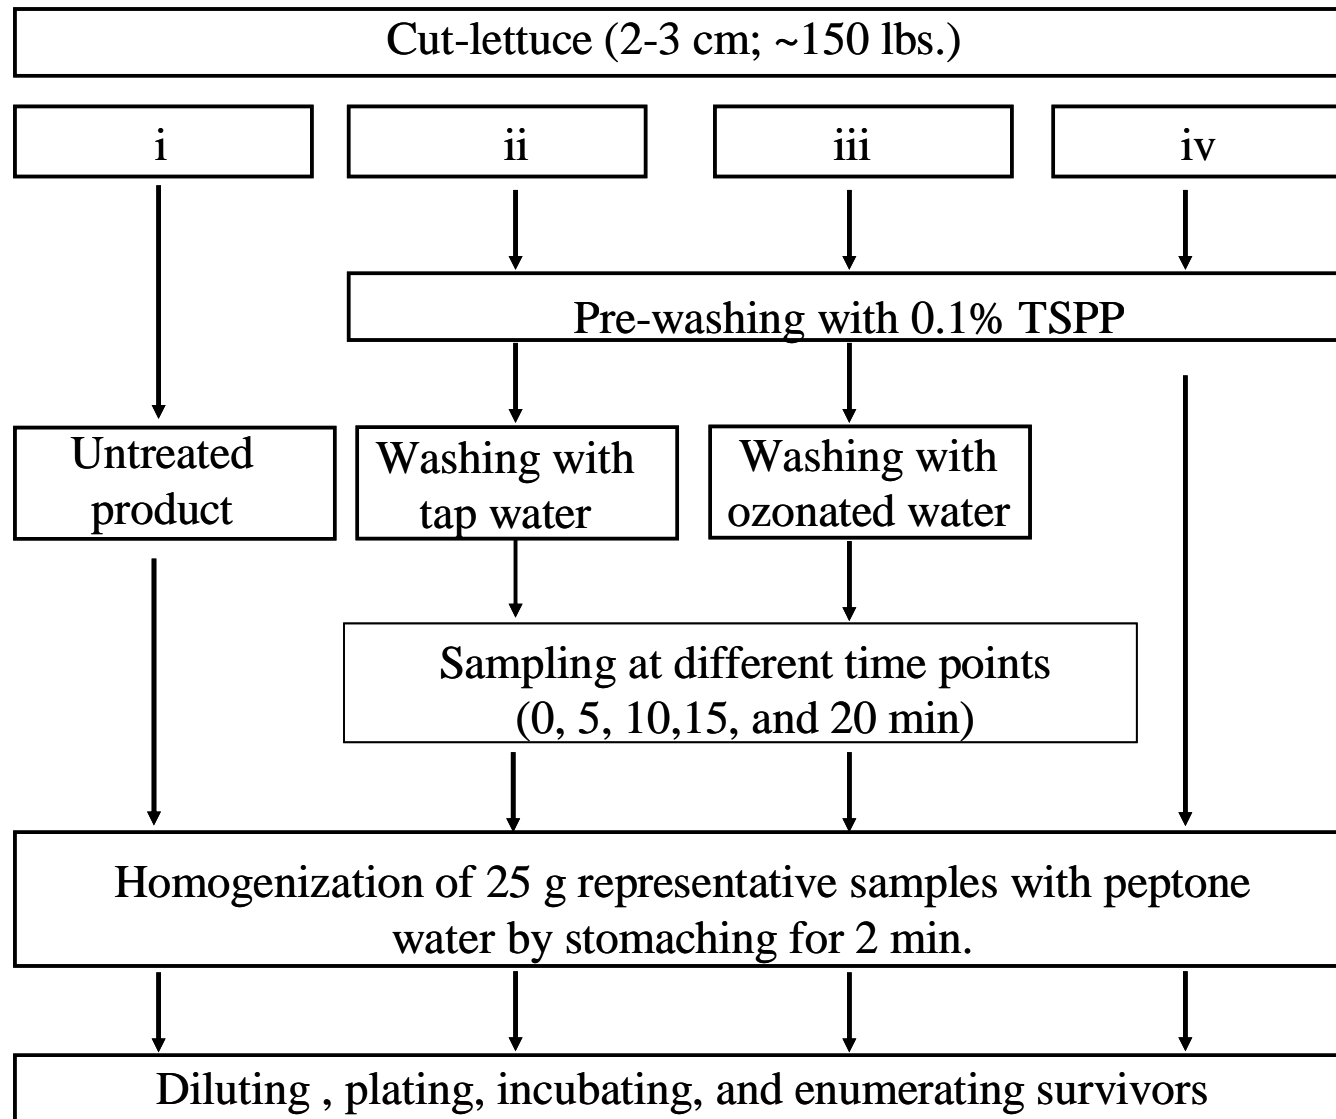 Cut-lettuce (2-3 cm; ~150 lbs.)
i
ii
iii
iv
Pre-washing with 0.1% TSPP
Untreated
product
Washing with
tap water
Washing with
ozonated water
Sampling at different time points
(0, 5, 10,15, and 20 min)
Homogenization of 25 g representative samples with peptone
water by stomaching for 2 min.
Diluting , plating, incubating, and enumerating survivors